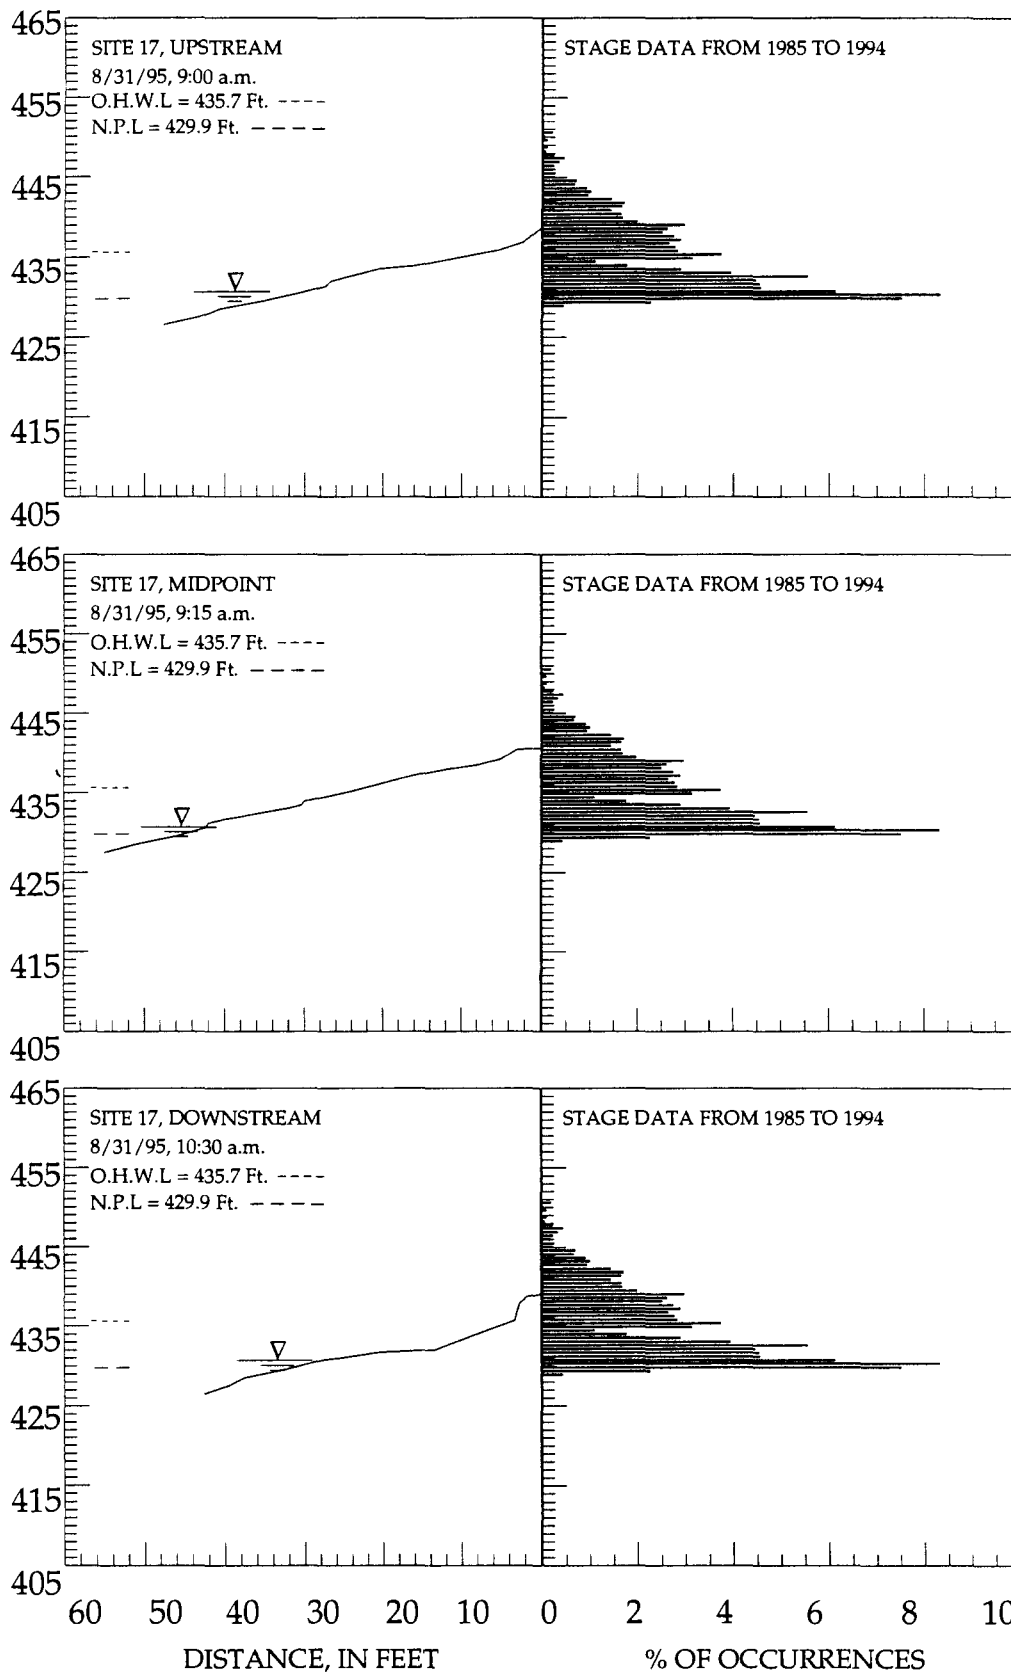 465
SITE 17, UPSTREAM
STAGE DATA FROM 1985 TO 1994
8/31/95, 9:00 a.m.
O.H.W.L = 435.7 Ft.
N.P.L = 429.9 Ft.
455
445
435
425
415
405
465
SITE 17, MIDPOINT
STAGE DATA FROM 1985 TO 1994
8/31/95, 9:15 a.m.
O.H.W.L = 435.7 Ft.
N.P.L = 429.9 Ft.
455
445
435
425
415
405
465
SITE 17, DOWNSTREAM
STAGE DATA FROM 1985 TO 1994
8/31/95, 10:30 a.m.
O.H.W.L = 435.7 Ft.
N.P.L = 429.9 Ft.
455
445
435
425
415
405
60 50 40 30 20 10 0 2 4 6 8 10
DISTANCE, IN FEET
% OF OCCURRENCES